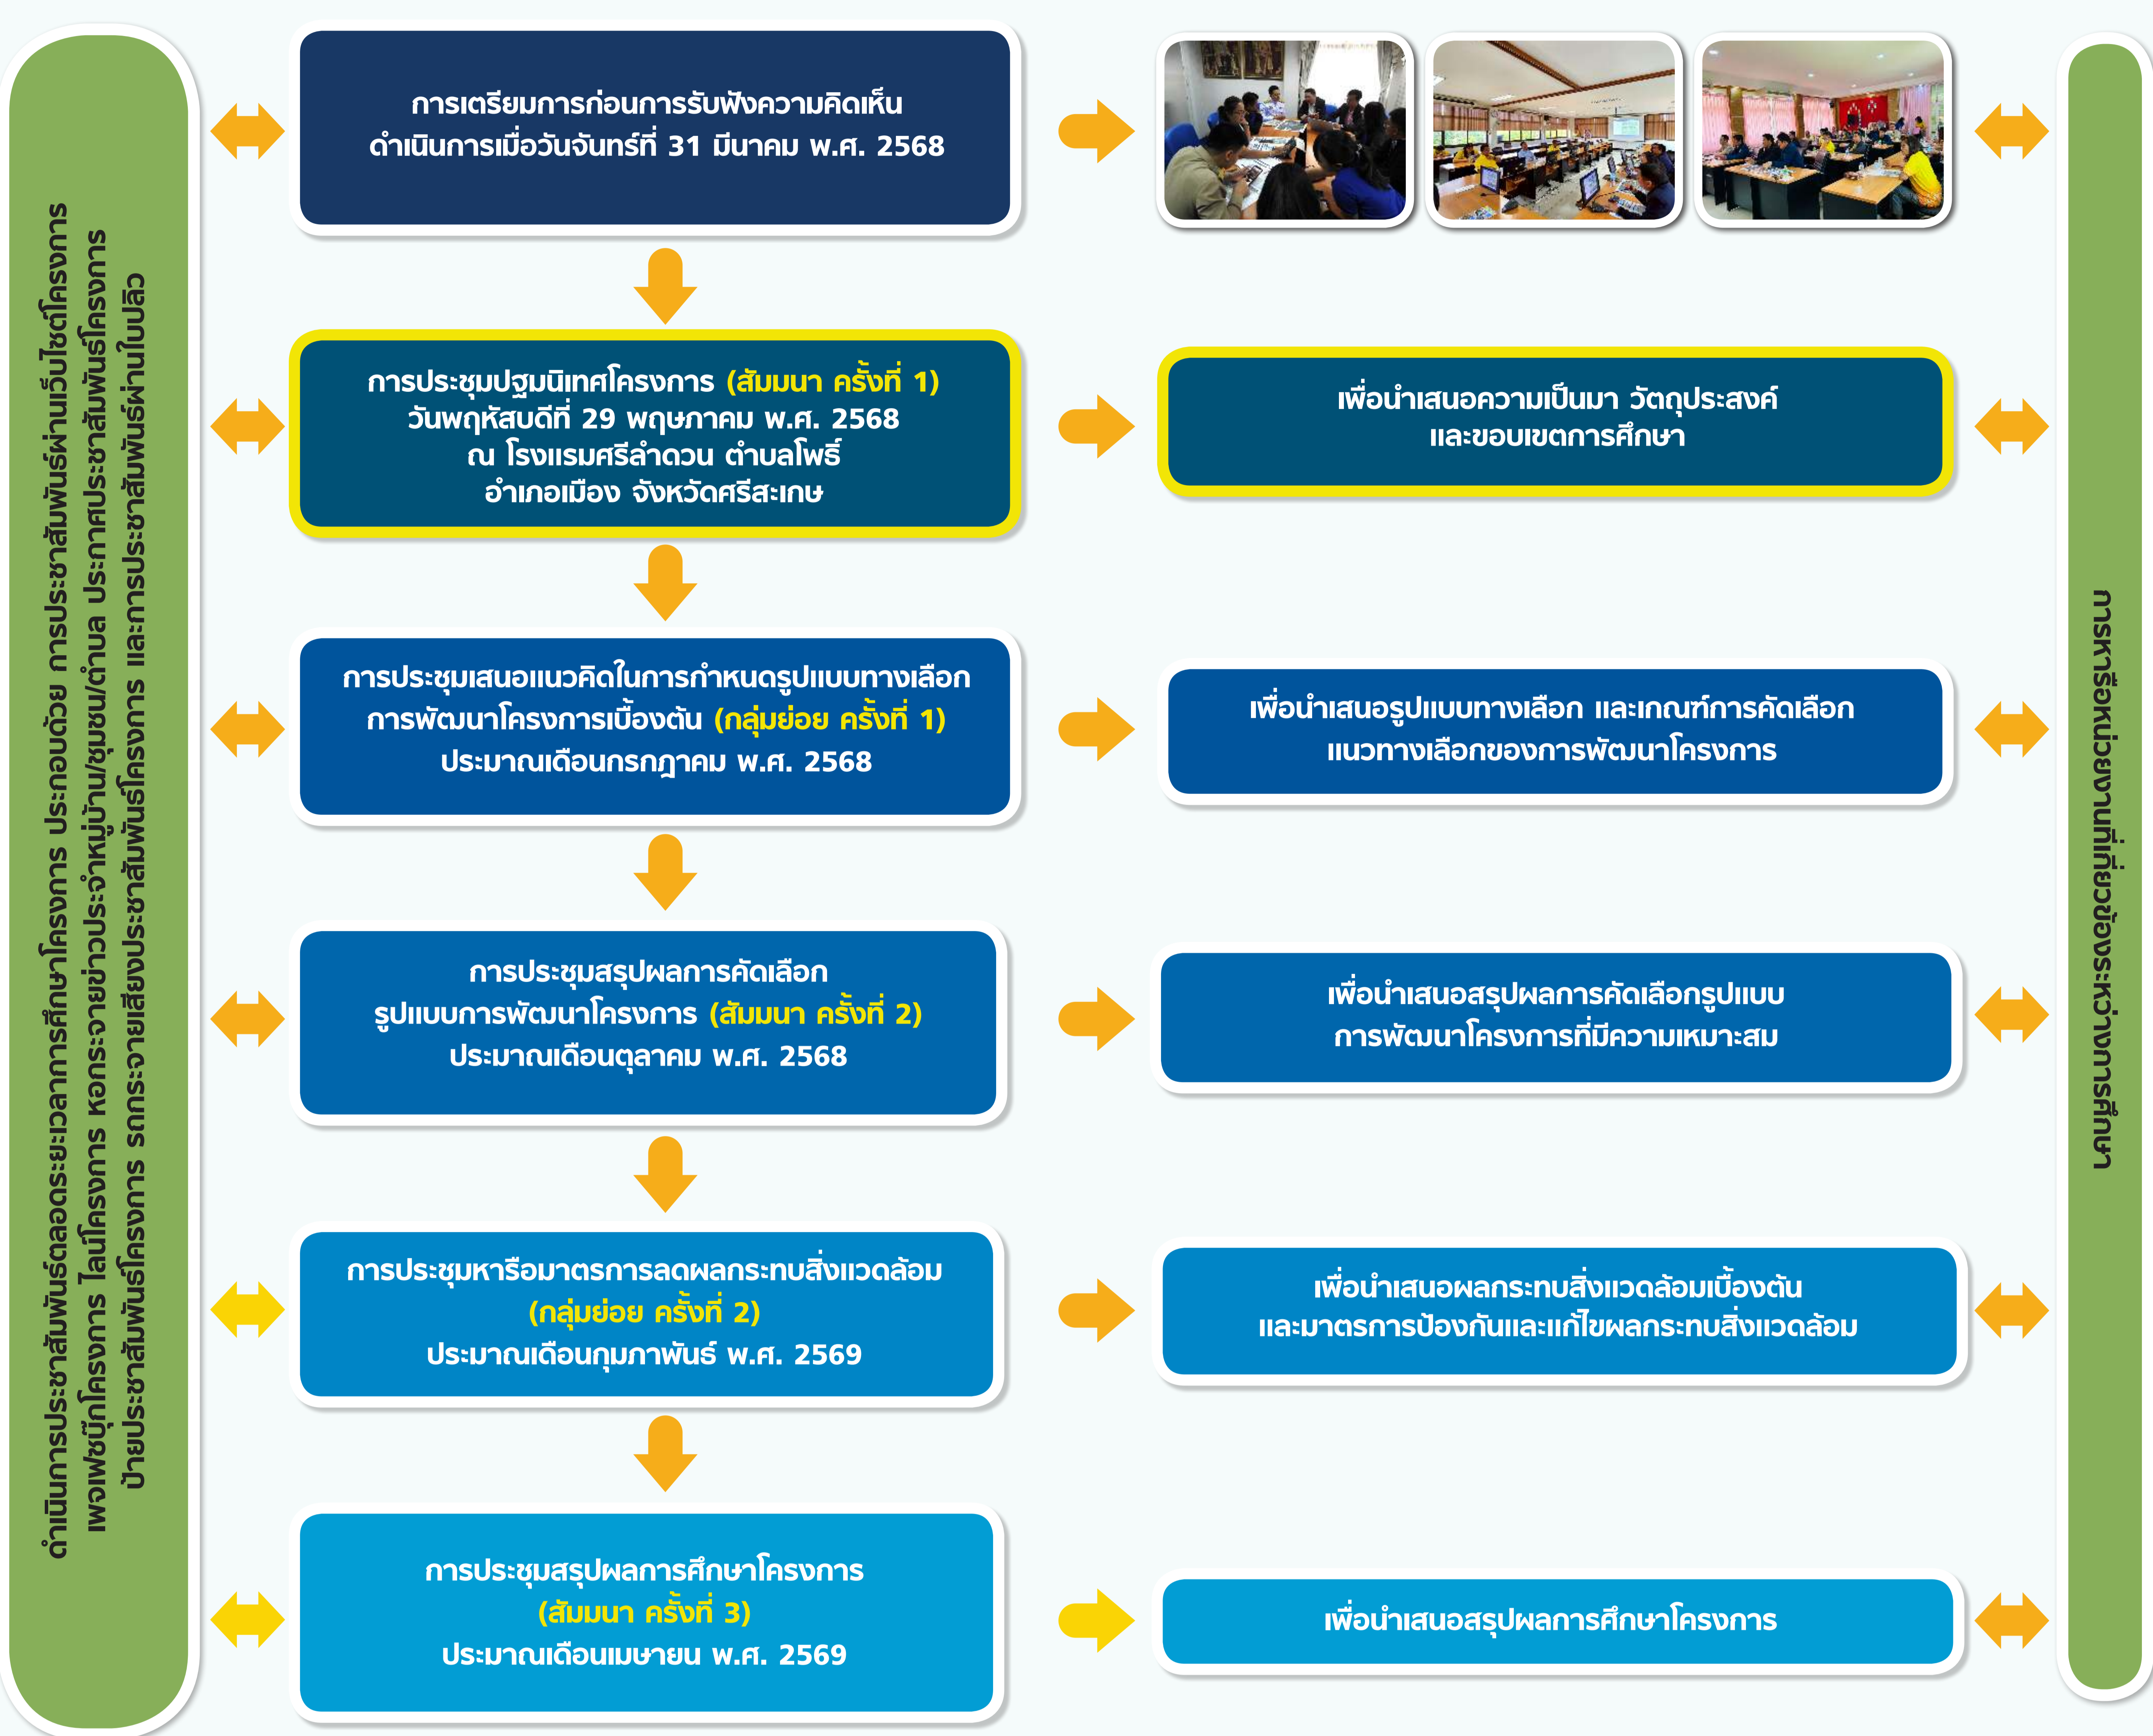 ดำเนินการประชาสัมพันธ์ตลอดระยะเวลาการศึกษาโครงการ ประกอบด้วย การประชาสัมพันธ์ผ่านเว็บไซต์โครงการ
เพจเฟซบุ๊กโครงการ ไลน์โครงการ หอกระจายข่าวประจำหมู่บ้าน/ชุมชน/ตำบล ประกาศประชาสัมพันธ์โครงการ
ป้ายประชาสัมพันธ์โครงการ รถกระจายเสียงประชาสัมพันธ์โครงการ และการประชาสัมพันธ์ผ่านใบปลิว
การเตรียมการก่อนการรับฟังความคิดเห็น
ดำเนินการเมื่อวันจันทร์ที่ 31 มีนาคม พ.ศ. 2568
การประชุมปฐมนิเทศโครงการ (สัมมนา ครั้งที่ 1)
วันพฤหัสบดีที่ 29 พฤษภาคม พ.ศ. 2568
ณ โรงแรมศรีลำดวน ตำบลโพธิ์
อำเภอเมือง จังหวัดศรีสะเกษ
เพื่อนำเสนอความเป็นมา วัตถุประสงค์
และขอบเขตการศึกษา
การประชุมเสนอแนวคิดในการกำหนดรูปแบบทางเลือก
การพัฒนาโครงการเบื้องต้น (กลุ่มย่อย ครั้งที่ 1)
ประมาณเดือนกรกฎาคม พ.ศ. 2568
เพื่อนำเสนอรูปแบบทางเลือก และเกณฑ์การคัดเลือก
แนวทางเลือกของการพัฒนาโครงการ
การประชุมสรุปผลการคัดเลือก
รูปแบบการพัฒนาโครงการ (สัมมนา ครั้งที่ 2)
ประมาณเดือนตุลาคม พ.ศ. 2568
เพื่อนำเสนอสรุปผลการคัดเลือกรูปแบบ
การพัฒนาโครงการที่มีความเหมาะสม
การประชุมหารือมาตรการลดผลกระทบสิ่งแวดล้อม
(กลุ่มย่อย ครั้งที่ 2)
ประมาณเดือนกุมภาพันธ์ พ.ศ. 2569
เพื่อนำเสนอผลกระทบสิ่งแวดล้อมเบื้องต้น
และมาตรการป้องกันและแก้ไขผลกระทบสิ่งแวดล้อม
การประชุมสรุปผลการศึกษาโครงการ
(สัมมนา ครั้งที่ 3)
ประมาณเดือนเมษายน พ.ศ. 2569
เพื่อนำเสนอสรุปผลการศึกษาโครงการ
การหารือหน่วยงานที่เกี่ยวข้องระหว่างการศึกษา